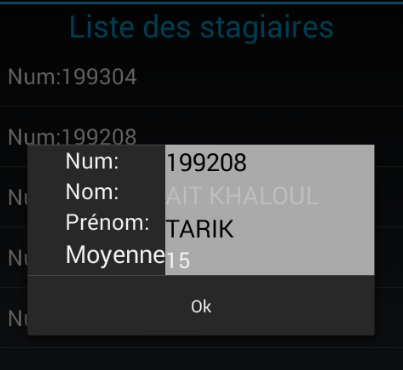 Liste des stagiaires
Num:199304
Num:199208
Num: 199208
Nom: AIT KHALOUL
Prénom: TARIK
Moyenne 15
Ok